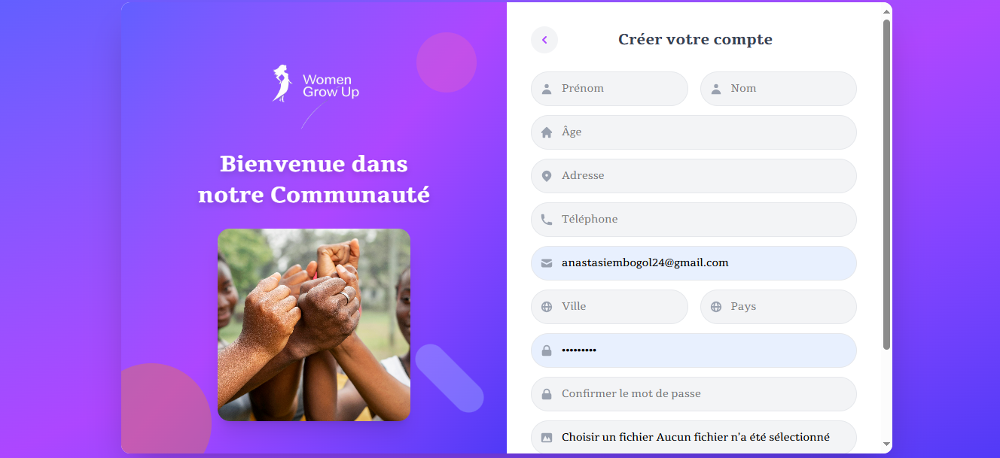 Women
Grow Up
Bienvenue dans
notre Communauté
Créer votre compte
Prénom
Nom
Âge
Adresse
Téléphone
anastasiembogol24@gmail.com
Ville
Pays
•••••••••
Confirmer le mot de passe
Choisir un fichier Aucun fichier n'a été sélectionné